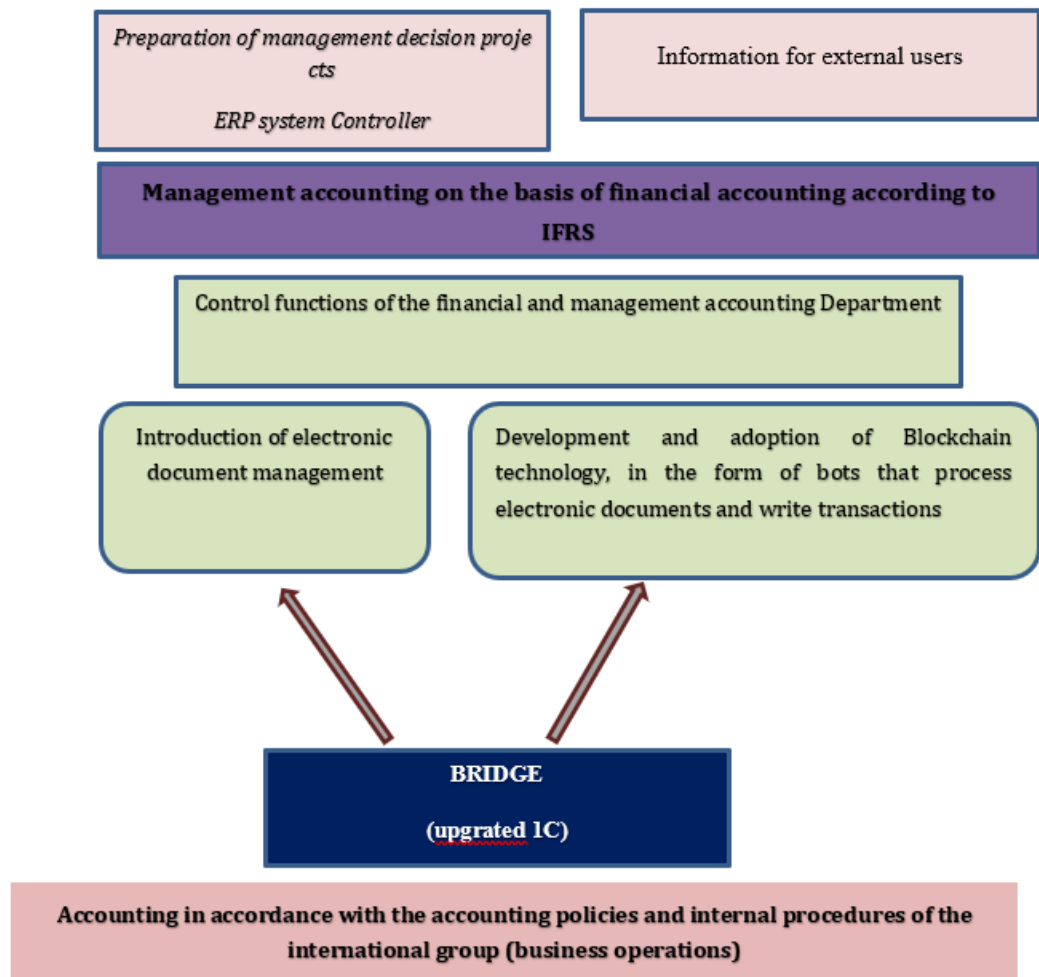 Preparation of management decision proje
cts
ERP system Controller
Information for external users
Management accounting on the basis of financial accounting according to
IFRS
Control functions of the financial and management accounting Department
Introduction of electronic
document management
Development and adoption of Blockchain
technology, in the form of bots that process
electronic documents and write transactions
BRIDGE
(upgrated 1C)
Accounting in accordance with the accounting policies and internal procedures of the
international group (business operations)